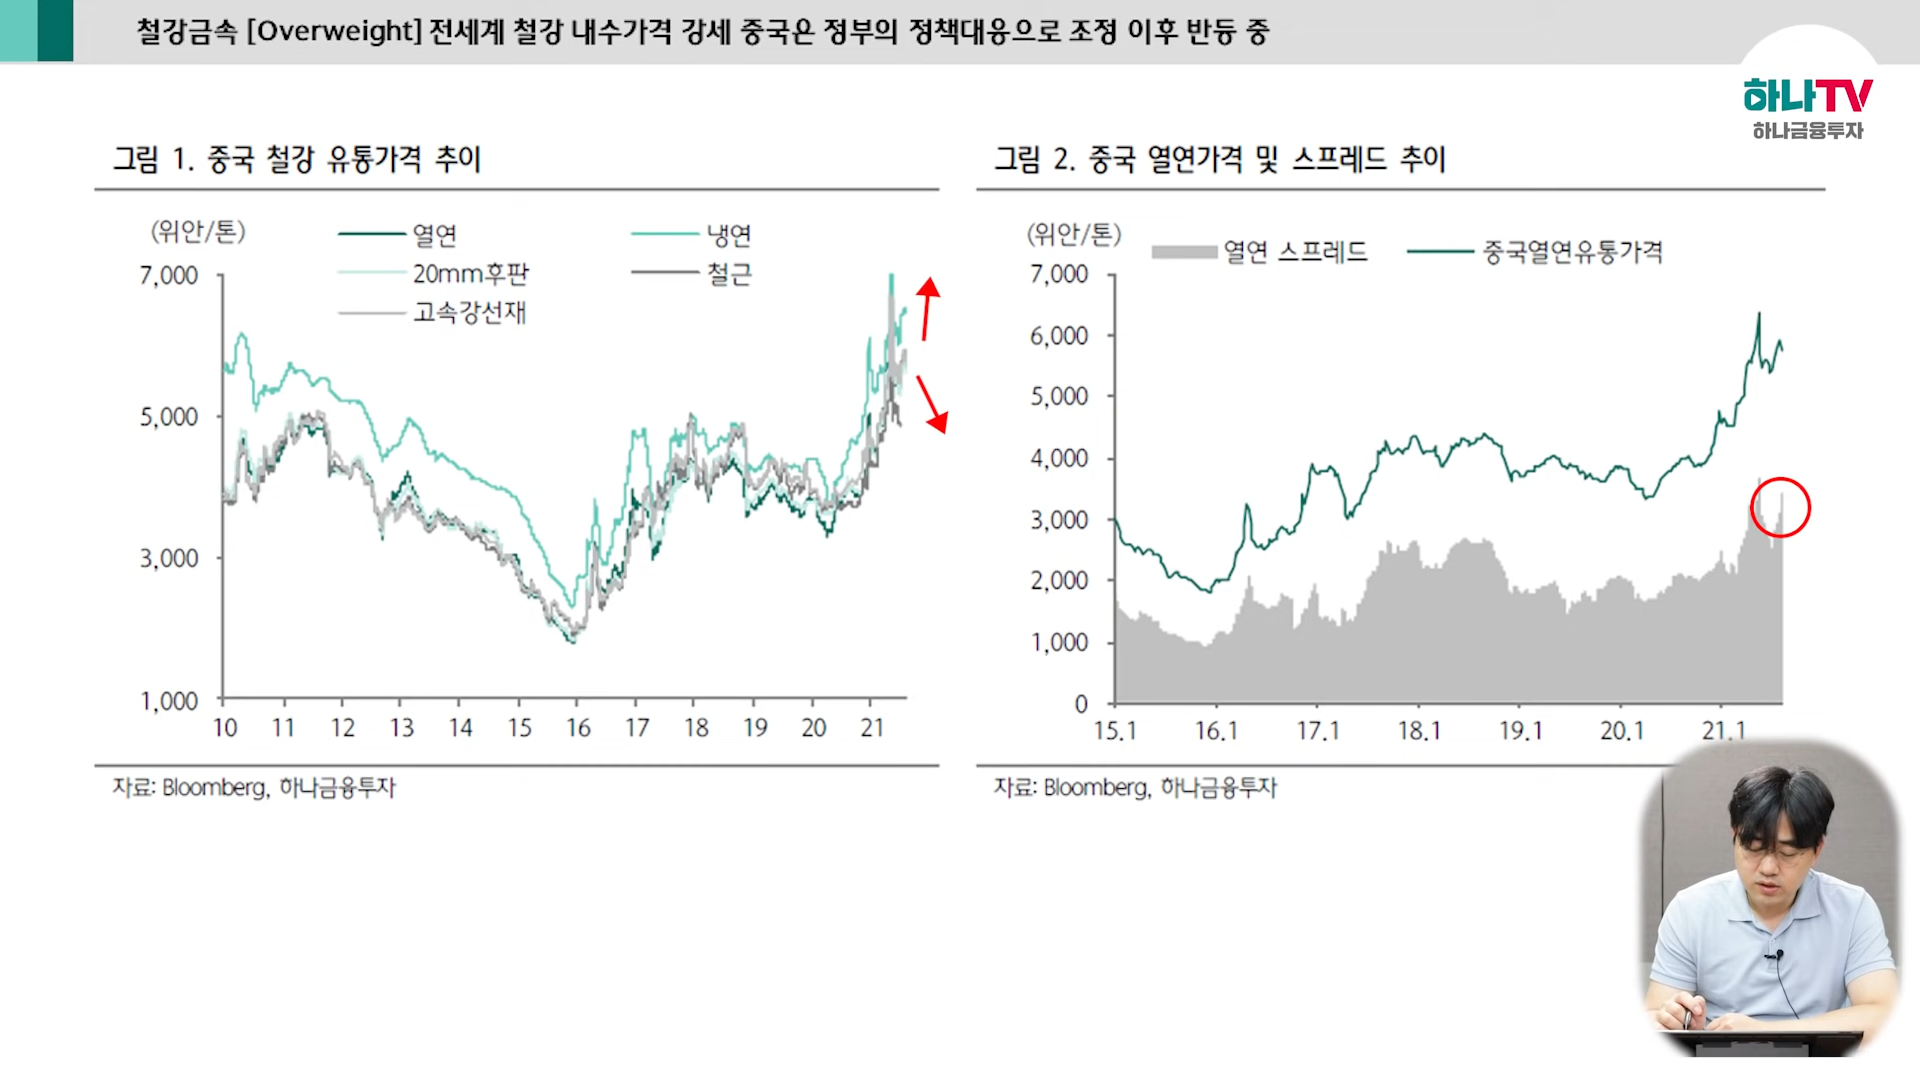 철강금속 [Overweight] 전세계 철강 내수가격 강세 중국은 정부의 정책대응으로 조정 이후 반등 중
하나TV
하나금융투자
그림 1. 중국 철강 유통가격 추이
(위안/톤)
열연
냉연
20mm후판
철근
고속강선재
7,000
5,000
3,000
1,000
10 11 12 13 14 15 16 17 18 19 20 21
자료: Bloomberg, 하나금융투자
그림 2. 중국 열연가격 및 스프레드 추이
(위안/톤)
열연 스프레드
중국열연유통가격
7,000
6,000
5,000
4,000
3,000
2,000
1,000
0
15.1 16.1 17.1 18.1 19.1 20.1 21.1
자료: Bloomberg, 하나금융투자